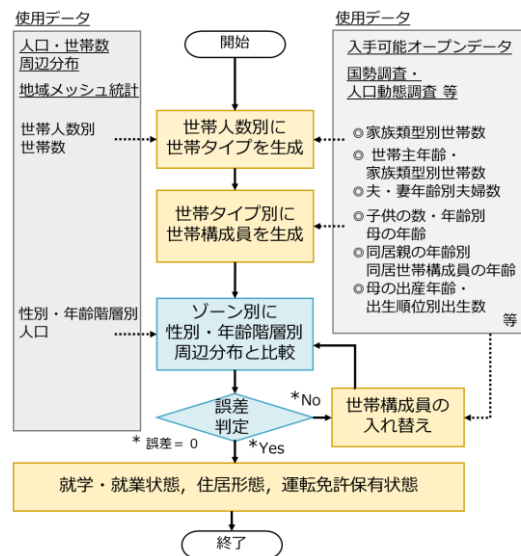 使用データ
人口・世帯数
周辺分布
地域メッシュ統計
世帯人数別
世帯数
性別・年齢階層別
人口
開始
世帯人数別に
世帯タイプを生成
世帯タイプ別に
世帯構成員を生成
ゾーン別に
性別・年齢階層別
周辺分布と比較
誤差
判定
*No
*Yes
* 誤差= 0
世帯構成員の
入れ替え
就学・就業状態，住居形態，運転免許保有状態
終了
使用データ
入手可能オープンデータ
国勢調査・
人口動態調査 等
◎家族類型別世帯数
◎ 世帯主年齢・
家族類型別世帯数
◎夫・妻年齢別夫婦数
◎子供の数・年齢別
母の年齢
◎同居親の年齢別
同居世帯構成員の年齢
◎母の出産年齢・
出生順位別出生数
等